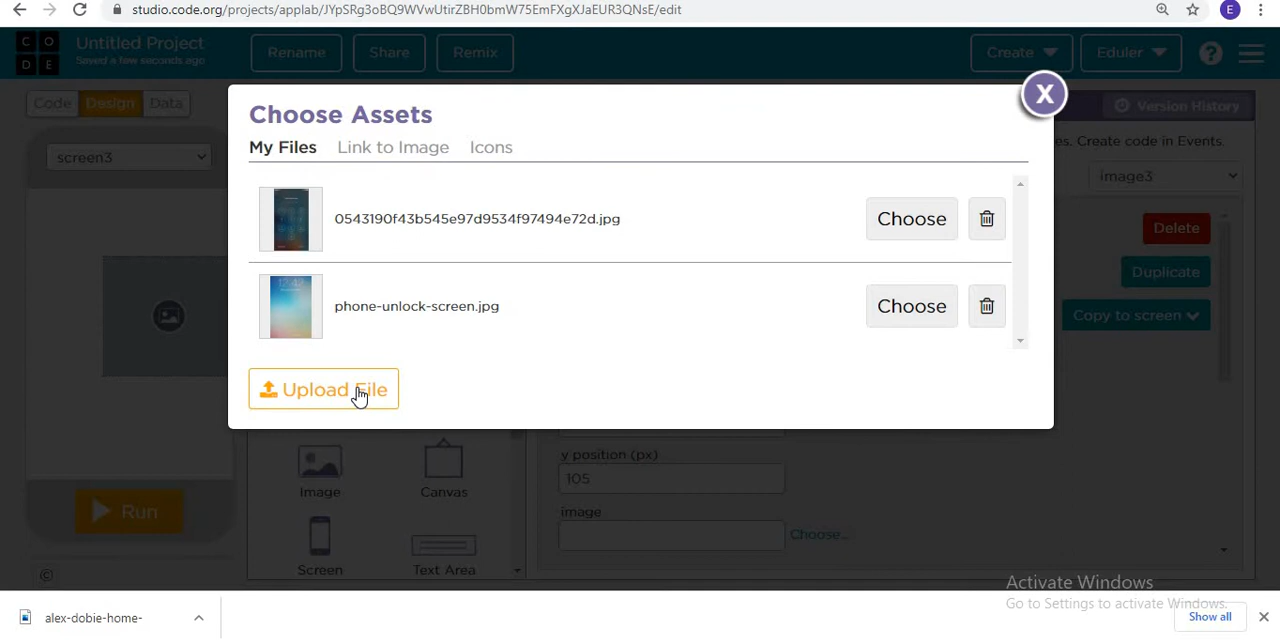 studio.code.org/projects/applab/JYpSRg3oBQ9WVwUtirZBH0bmW75EmFXgXJaEUR3QNsE/edit
E
CO
DE
Untitled Project
Saved a few seconds ago
Rename
Share
Remix
Create
Eduler
?
Code
Design
Data
Version History
es. Create code in Events.
screen3
image3
Choose Assets
X
My Files
Link to Image
Icons
0543190f43b545e97d9534f97494e72d.jpg
Choose
phone-unlock-screen.jpg
Choose
Upload File
Delete
Duplicate
Copy to screen
Run
Image
Canvas
Screen
Text Area
y position (px)
105
image
Choose...
©
Activate Windows
Go to Settings to activate Windows.
alex-dobie-home-
Show all